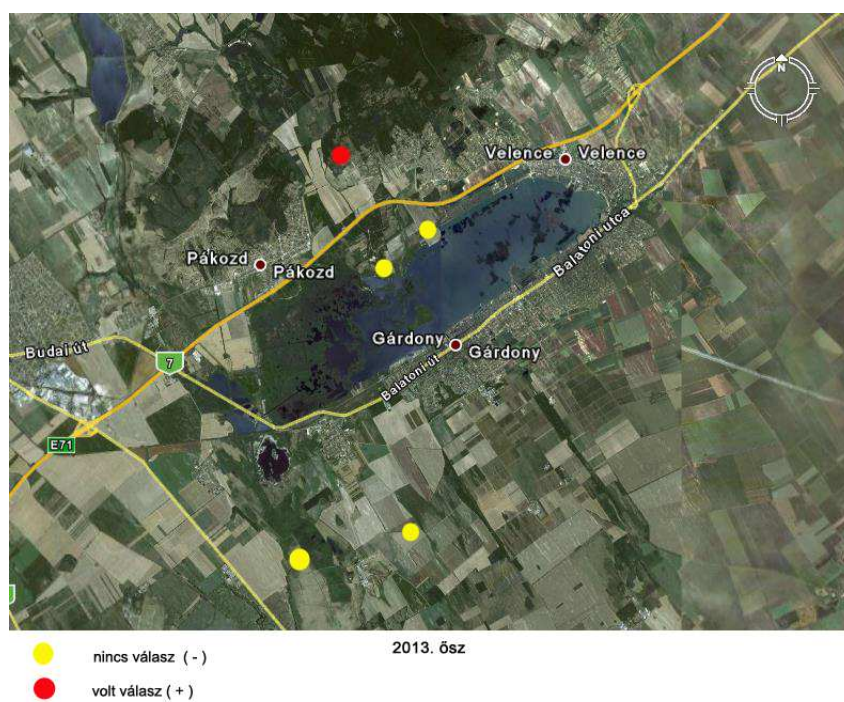 N
Velence
Velence
Pákozd
Pákozd
Balatoni utca
Gárdony
Gárdony
Budai út
7
Balatoni út
E71
2013. ősz
nincs válasz ( - )
volt válasz ( + )